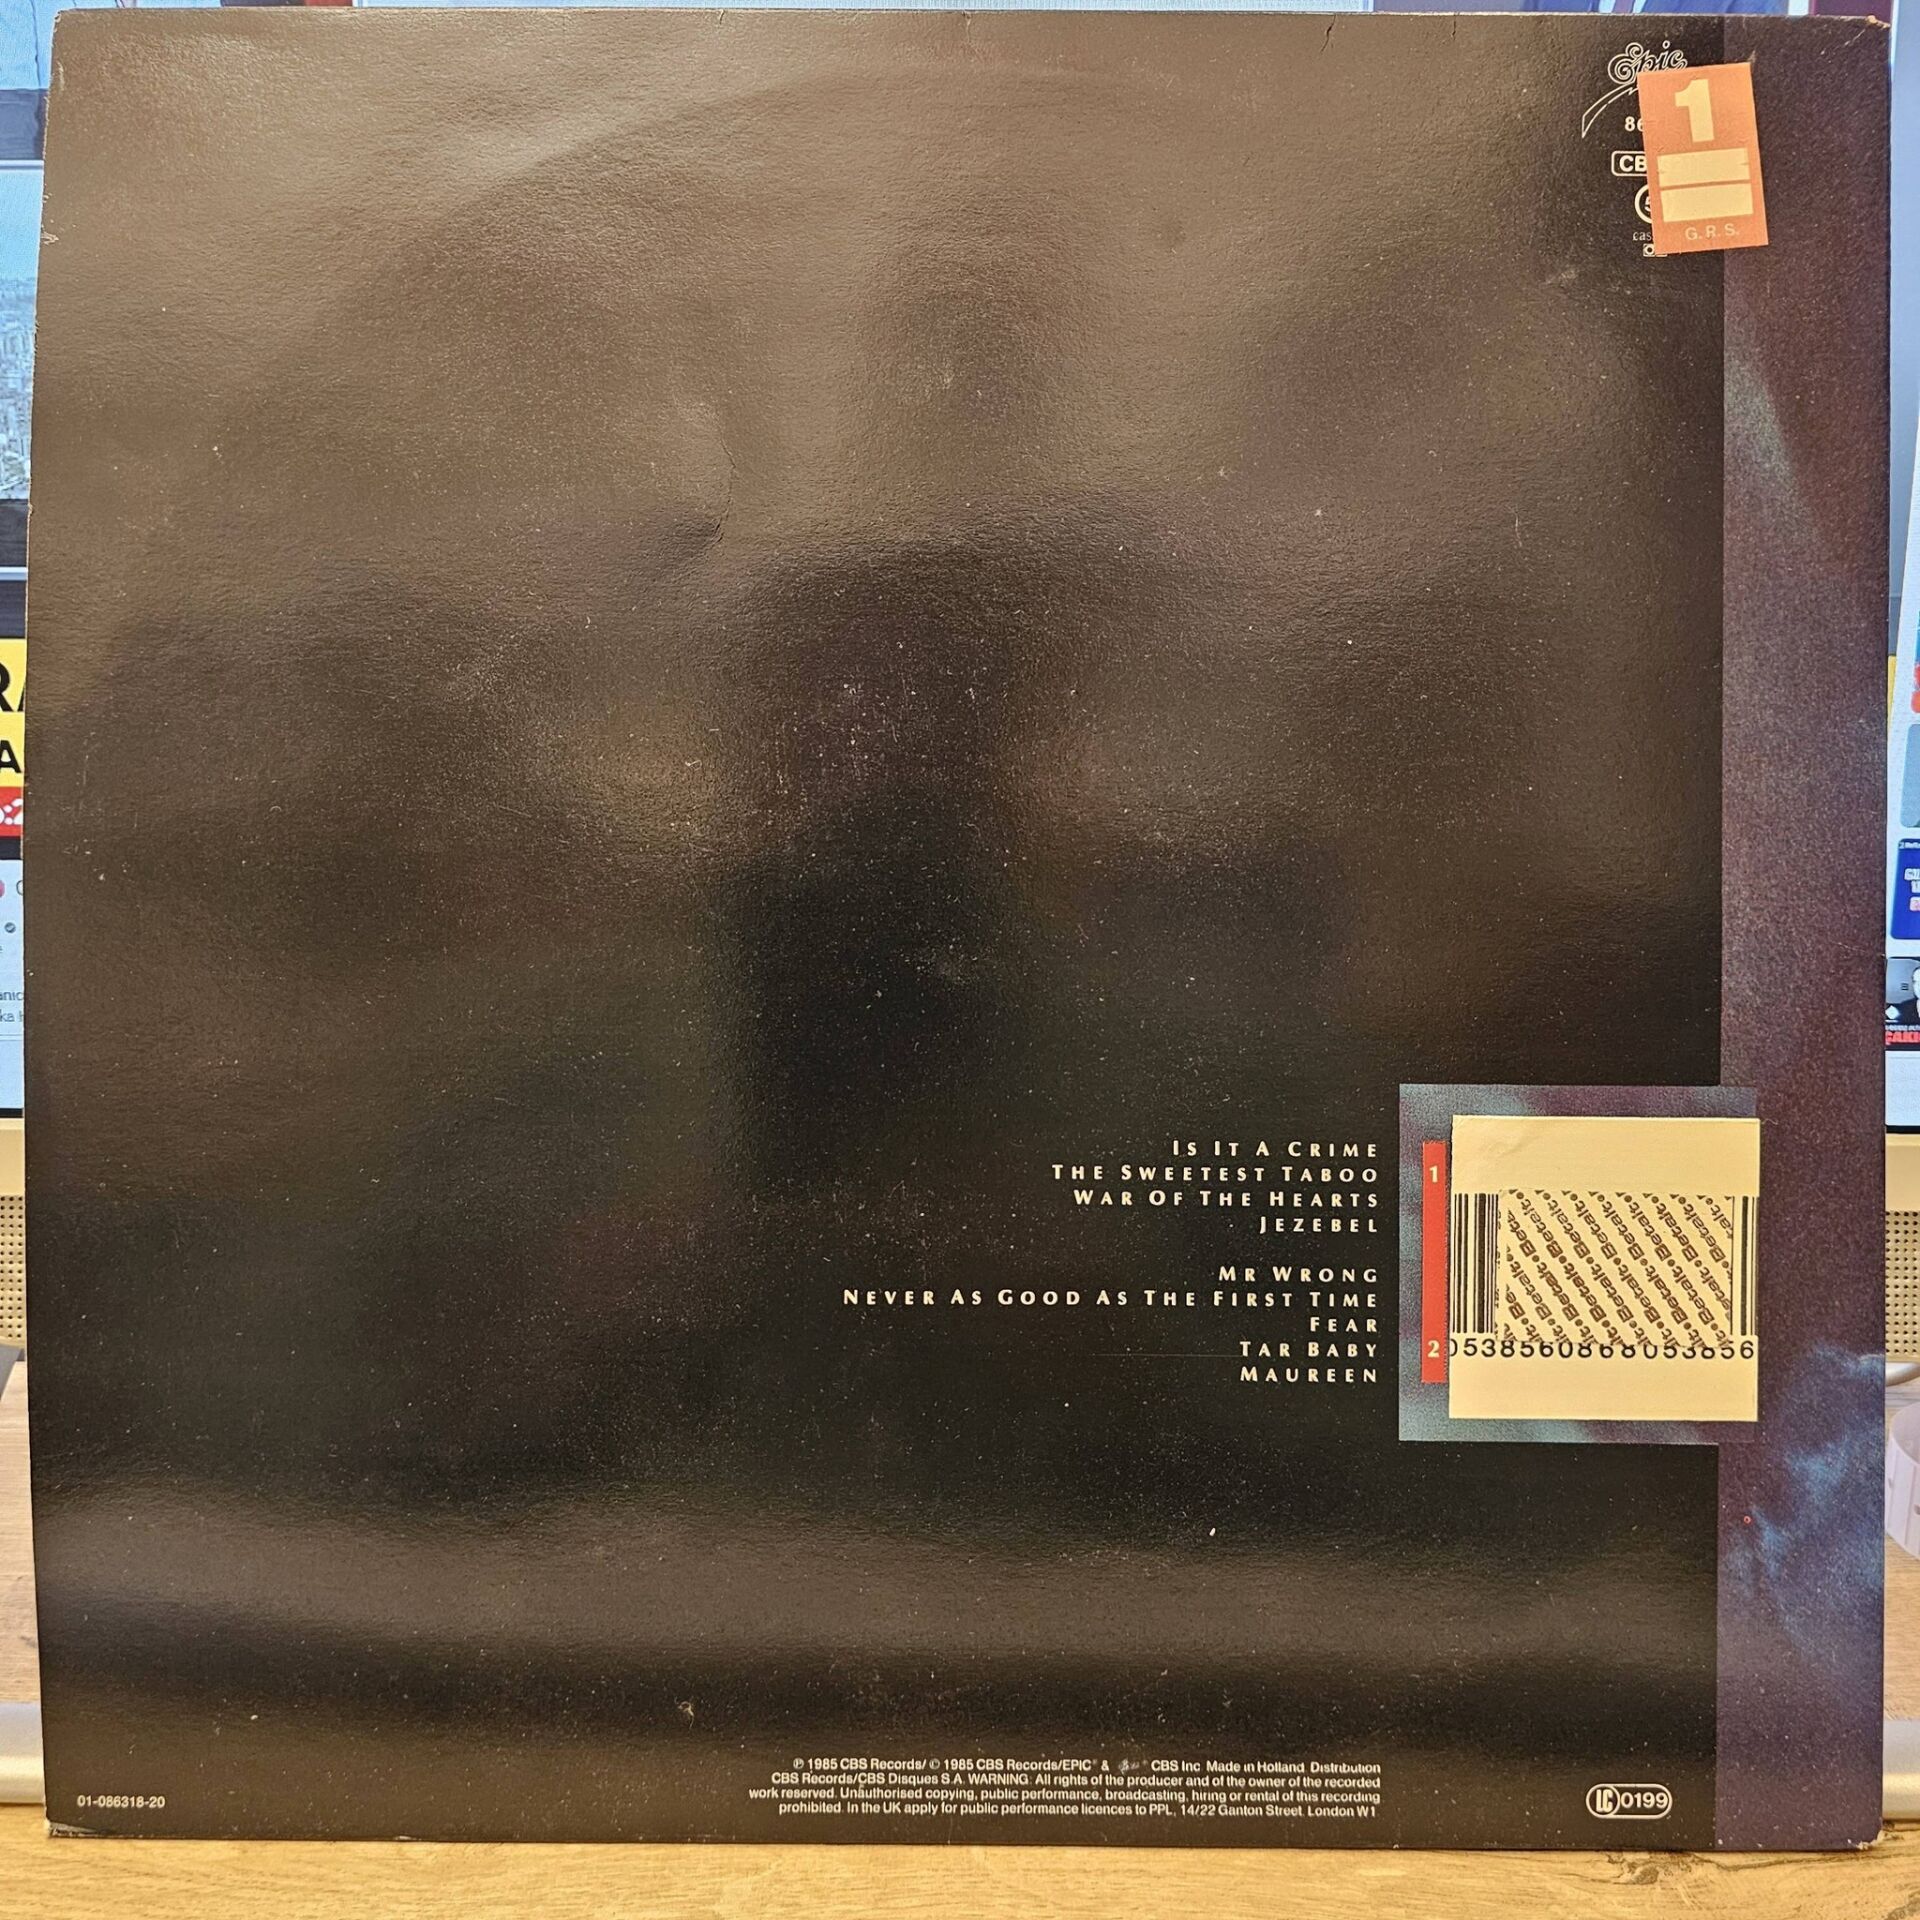 Epic
1
86
CB
G.R.S.
IS IT A CRIME
THE SWEETEST TABOO
WAR OF THE HEARTS
JEZEBEL
1
MR WRONG
NEVER AS GOOD AS THE FIRST TIME
FEAR
TAR BABY
MAUREEN
2
Betcalt • Betcalt • Betcalt • Betcalt
℗ 1985 CBS Records/ © 1985 CBS Records/EPIC® & CBS Inc Made in Holland Distribution
CBS Records/CBS Disques S.A. WARNING: All rights of the producer and of the owner of the recorded
work reserved. Unauthorised copying, public performance, broadcasting, hiring or rental of this recording
prohibited. In the UK apply for public performance licences to PPL, 14/22 Ganton Street, London W1
01-086318-20
LC 0199